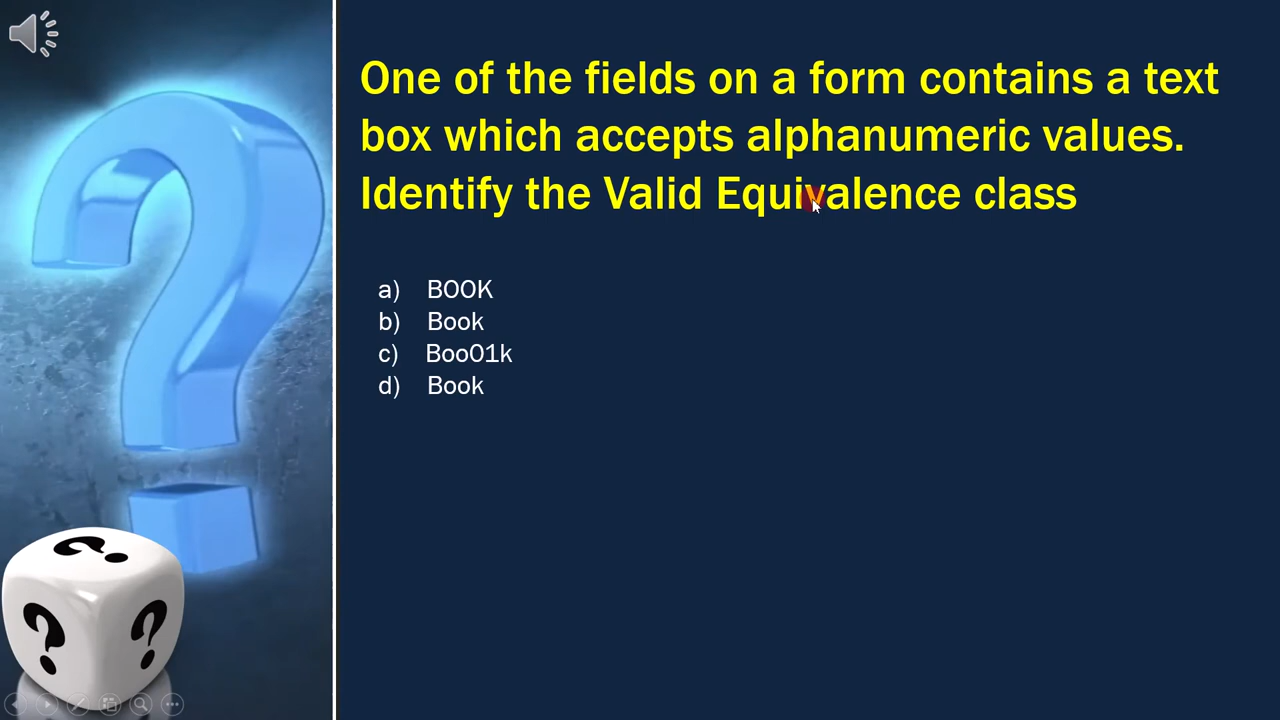 One of the fields on a form contains a text
box which accepts alphanumeric values.
Identify the Valid Equivalence class
a) BOOK
b) Book
c) Boo01k
d) Book